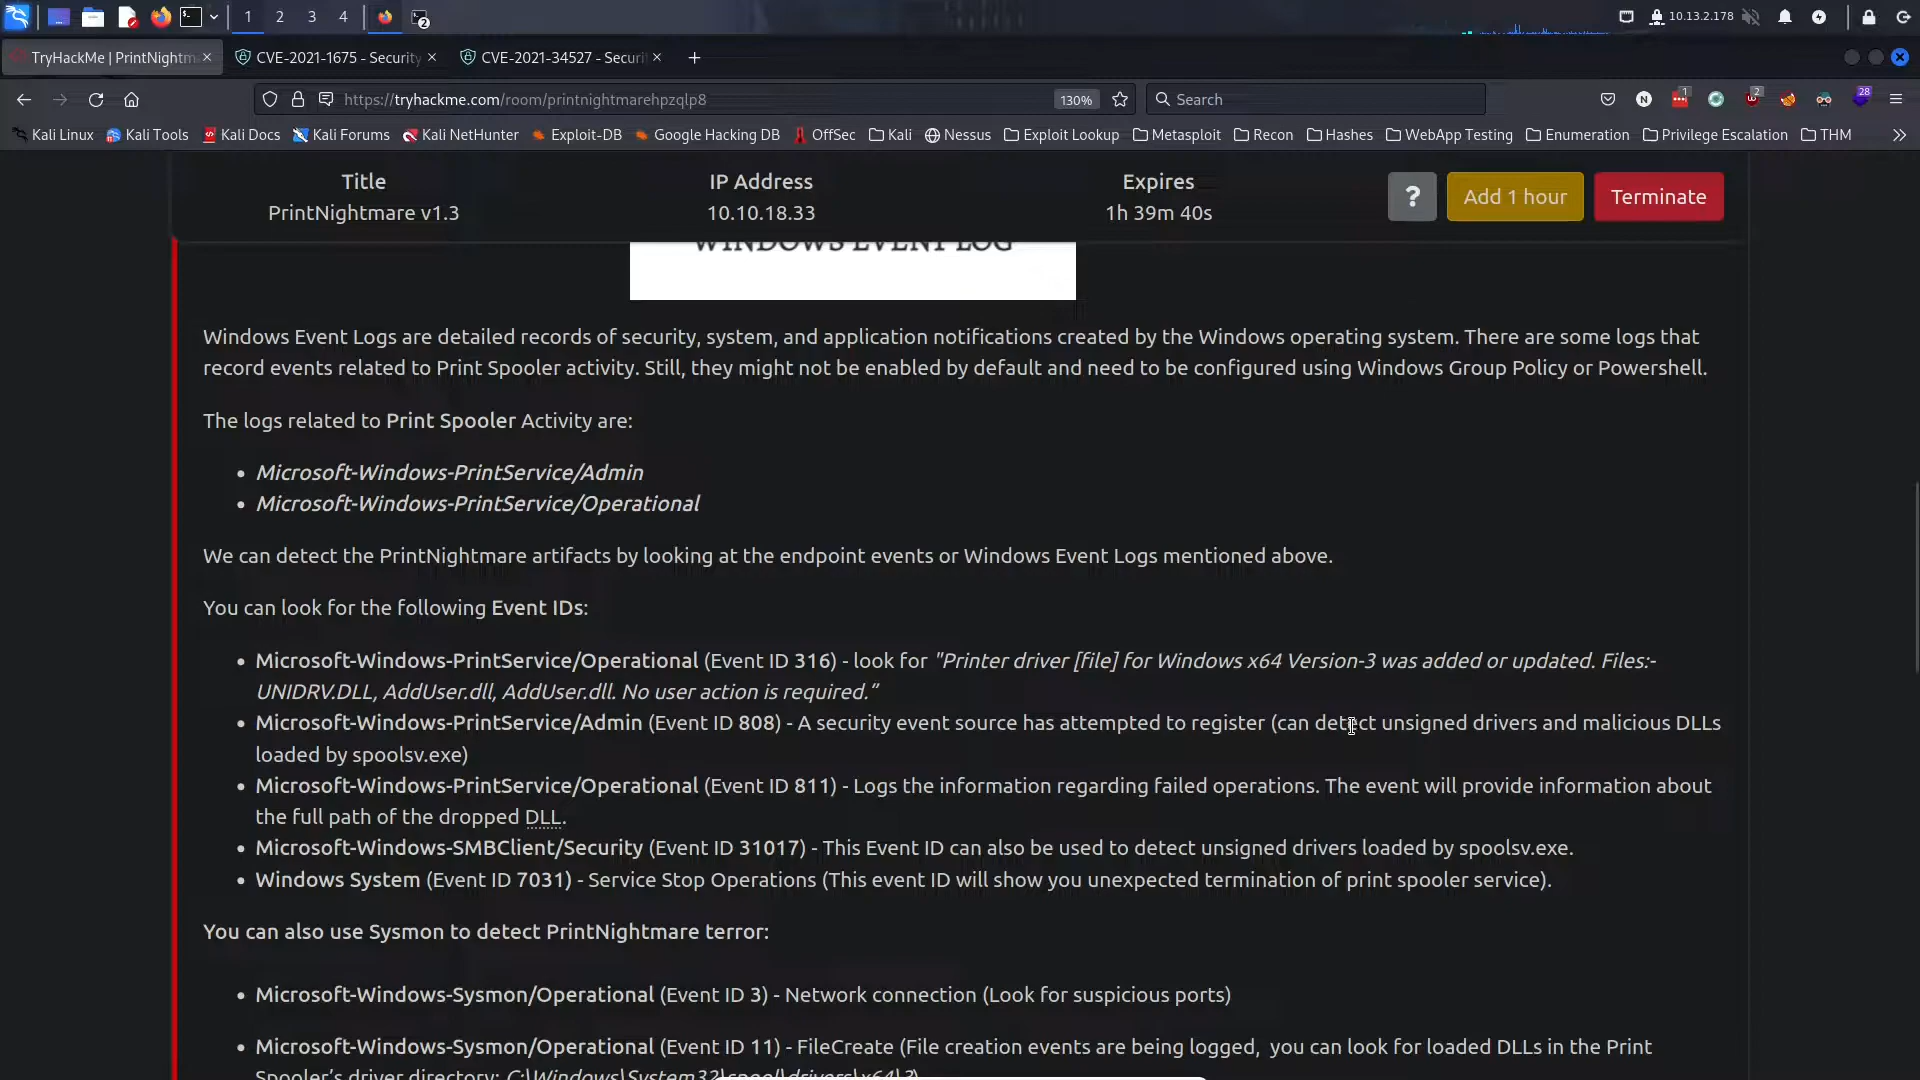 1 2 3 4 2 10.13.2.178
TryHackMe | PrintNightm CVE-2021-1675 - Security CVE-2021-34527 - Securi
https://tryhackme.com/room/printnightmarehpzqlp8 130% Search 1 2 28
Kali Linux Kali Tools Kali Docs Kali Forums Kali NetHunter Exploit-DB Google Hacking DB OffSec Kali Nessus Exploit Lookup Metasploit Recon Hashes WebApp Testing Enumeration Privilege Escalation THM
Title IP Address Expires
PrintNightmare v1.3 10.10.18.33 1h 39m 40s ? Add 1 hour Terminate
WINDOWS EVENT LOG
Windows Event Logs are detailed records of security, system, and application notifications created by the Windows operating system. There are some logs that
record events related to Print Spooler activity. Still, they might not be enabled by default and need to be configured using Windows Group Policy or Powershell.
The logs related to Print Spooler Activity are:
• Microsoft-Windows-PrintService/Admin
• Microsoft-Windows-PrintService/Operational
We can detect the PrintNightmare artifacts by looking at the endpoint events or Windows Event Logs mentioned above.
You can look for the following Event IDs:
• Microsoft-Windows-PrintService/Operational (Event ID 316) - look for "Printer driver [file] for Windows x64 Version-3 was added or updated. Files:-
UNIDRV.DLL, AddUser.dll, AddUser.dll. No user action is required.”
• Microsoft-Windows-PrintService/Admin (Event ID 808) - A security event source has attempted to register (can detect unsigned drivers and malicious DLLs
loaded by spoolsv.exe)
• Microsoft-Windows-PrintService/Operational (Event ID 811) - Logs the information regarding failed operations. The event will provide information about
the full path of the dropped DLL.
• Microsoft-Windows-SMBClient/Security (Event ID 31017) - This Event ID can also be used to detect unsigned drivers loaded by spoolsv.exe.
• Windows System (Event ID 7031) - Service Stop Operations (This event ID will show you unexpected termination of print spooler service).
You can also use Sysmon to detect PrintNightmare terror:
• Microsoft-Windows-Sysmon/Operational (Event ID 3) - Network connection (Look for suspicious ports)
• Microsoft-Windows-Sysmon/Operational (Event ID 11) - FileCreate (File creation events are being logged, you can look for loaded DLLs in the Print
Spooler’s driver directory: C:\Windows\System32\spool\drivers\x64\3)